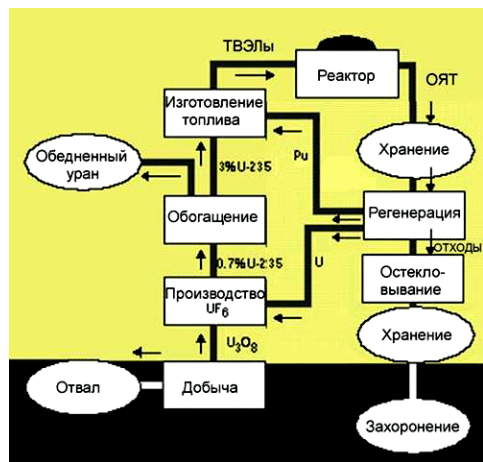 ТВЭЛы
Реактор
ОЯТ
Изготовление
топлива
Обедненный
уран
Pu
Хранение
3%U-235
Обогащение
Регенерация
0.7%U-235
U
отходы
Производство
UF6
Остекло-
вывание
U3O8
Хранение
Отвал
Добыча
Захоронение